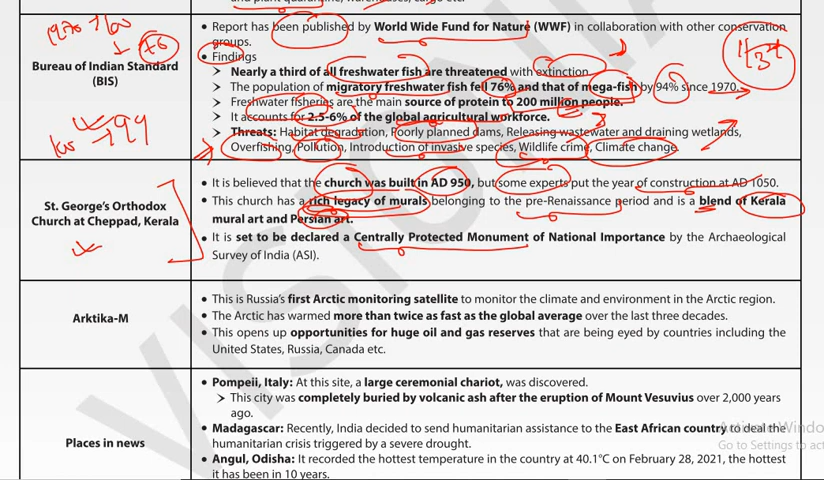 • Report has been published by World Wide Fund for Nature (WWF) in collaboration with other conservation
groups.
• Findings
Bureau of Indian Standard
(BIS)
➤ Nearly a third of all freshwater fish are threatened with extinction
➤ The population of migratory freshwater fish fell 76% and that of mega-fish by 94% since 1970.
➤ Freshwater fisheries are the main source of protein to 200 million people.
➤ It accounts for 2.5-6% of the global agricultural workforce.
➤ Threats: Habitat degradation, Poorly planned dams, Releasing wastewater and draining wetlands,
Overfishing, Pollution, Introduction of invasive species, Wildlife crime, Climate change.
St. George's Orthodox
Church at Cheppad, Kerala
• It is believed that the church was built in AD 950, but some experts put the year of construction at AD 1050.
• This church has a rich legacy of murals belonging to the pre-Renaissance period and is a blend of Kerala
mural art and Persian art.
• It is set to be declared a Centrally Protected Monument of National Importance by the Archaeological
Survey of India (ASI).
Arktika-M
• This is Russia's first Arctic monitoring satellite to monitor the climate and environment in the Arctic region.
• The Arctic has warmed more than twice as fast as the global average over the last three decades.
• This opens up opportunities for huge oil and gas reserves that are being eyed by countries including the
United States, Russia, Canada etc.
Places in news
• Pompeii, Italy: At this site, a large ceremonial chariot, was discovered.
➤ This city was completely buried by volcanic ash after the eruption of Mount Vesuvius over 2,000 years
ago.
• Madagascar: Recently, India decided to send humanitarian assistance to the East African country to deal the
humanitarian crisis triggered by a severe drought.
• Angul, Odisha: It recorded the hottest temperature in the country at 40.1°C on February 28, 2021, the hottest
it has been in 10 years.
Go to Settings to act